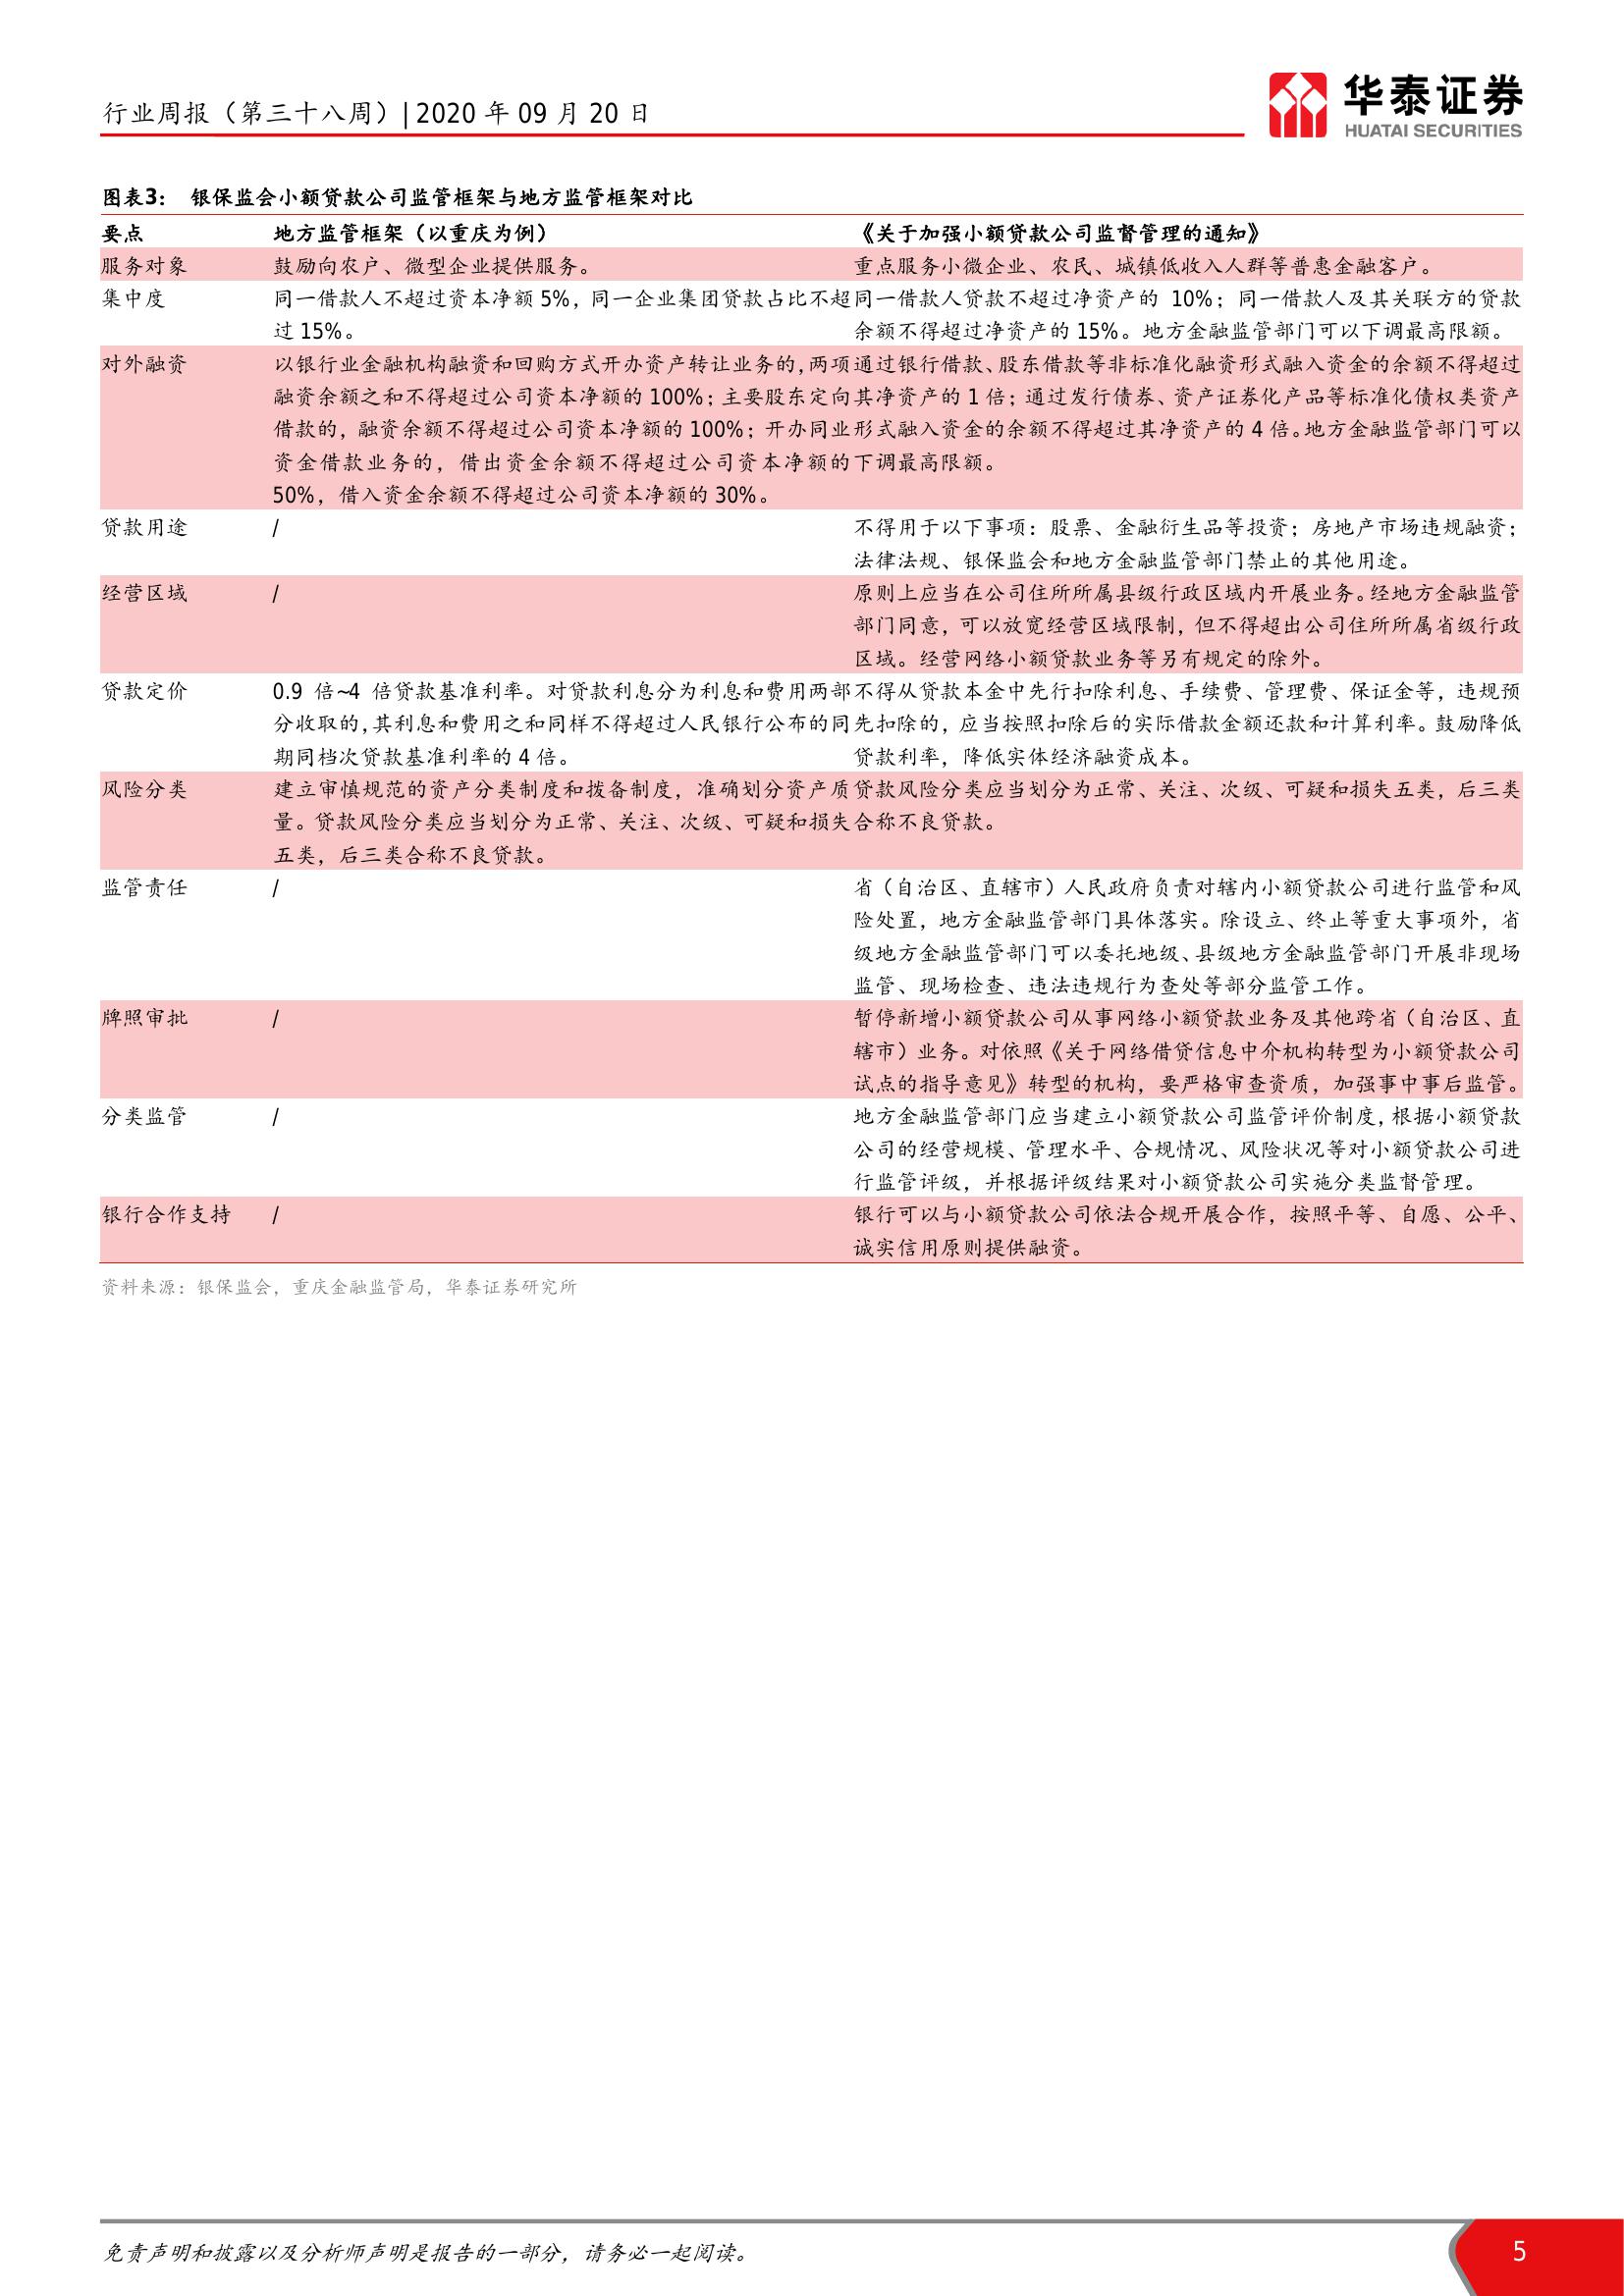 行业周报（第三十八周）| 2020 年 09 月 20 日
华泰证券
HUATAI SECURITIES
图表3： 银保监会小额贷款公司监管框架与地方监管框架对比
要点 地方监管框架（以重庆为例） 《关于加强小额贷款公司监督管理的通知》
服务对象 鼓励向农户、微型企业提供服务。 重点服务小微企业、农民、城镇低收入人群等普惠金融客户。
集中度 同一借款人不超过资本净额 5%，同一企业集团贷款占比不超 同一借款人贷款不超过净资产的 10%；同一借款人及其关联方的贷款
过 15%。 余额不得超过净资产的 15%。地方金融监管部门可以下调最高限额。
对外融资 以银行业金融机构融资和回购方式开办资产转让业务的，两项 通过银行借款、股东借款等非标准化融资形式融入资金的余额不得超过
融资余额之和不得超过公司资本净额的 100%；主要股东定向 其净资产的 1 倍；通过发行债券、资产证券化产品等标准化债权类资产
借款的，融资余额不得超过公司资本净额的 100%；开办同业 形式融入资金的余额不得超过其净资产的 4 倍。地方金融监管部门可以
资金借款业务的，借出资金余额不得超过公司资本净额的 下调最高限额。
50%，借入资金余额不得超过公司资本净额的 30%。
贷款用途 / 不得用于以下事项：股票、金融衍生品等投资；房地产市场违规融资；
法律法规、银保监会和地方金融监管部门禁止的其他用途。
经营区域 / 原则上应当在公司住所所属县级行政区域内开展业务。经地方金融监管
部门同意，可以放宽经营区域限制，但不得超出公司住所所属省级行政
区域。经营网络小额贷款业务等另有规定的除外。
贷款定价 0.9 倍~4 倍贷款基准利率。对贷款利息分为利息和费用两部 不得从贷款本金中先行扣除利息、手续费、管理费、保证金等，违规预
分收取的，其利息和费用之和同样不得超过人民银行公布的同 先扣除的，应当按照扣除后的实际借款金额还款和计算利率。鼓励降低
期同档次贷款基准利率的 4 倍。 贷款利率，降低实体经济融资成本。
风险分类 建立审慎规范的资产分类制度和拨备制度，准确划分资产质 贷款风险分类应当划分为正常、关注、次级、可疑和损失五类，后三类
量。贷款风险分类应当划分为正常、关注、次级、可疑和损失 合称不良贷款。
五类，后三类合称不良贷款。
监管责任 / 省（自治区、直辖市）人民政府负责对辖内小额贷款公司进行监管和风
险处置，地方金融监管部门具体落实。除设立、终止等重大事项外，省
级地方金融监管部门可以委托地级、县级地方金融监管部门开展非现场
监管、现场检查、违法违规行为查处等部分监管工作。
牌照审批 / 暂停新增小额贷款公司从事网络小额贷款业务及其他跨省（自治区、直
辖市）业务。对依照《关于网络借贷信息中介机构转型为小额贷款公司
试点的指导意见》转型的机构，要严格审查资质，加强事中事后监管。
分类监管 / 地方金融监管部门应当建立小额贷款公司监管评价制度，根据小额贷款
公司的经营规模、管理水平、合规情况、风险状况等对小额贷款公司进
行监管评级，并根据评级结果对小额贷款公司实施分类监督管理。
银行合作支持 / 银行可以与小额贷款公司依法合规开展合作，按照平等、自愿、公平、
诚实信用原则提供融资。
资料来源：银保监会，重庆金融监管局，华泰证券研究所
免责声明和披露以及分析师声明是报告的一部分，请务必一起阅读。 5